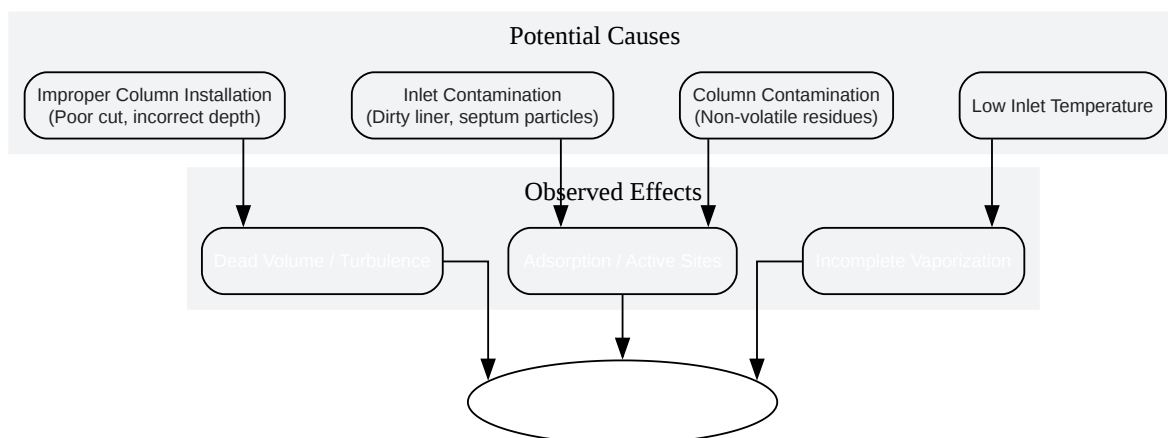 Potential Causes
Improper Column Installation
(Poor cut, incorrect depth)
Inlet Contamination
(Dirty liner, septum particles)
Column Contamination
(Non-volatile residues)
Low Inlet Temperature
Observed Effects
Dead Volume / Turbulence
Adsorption / Active Sites
Incomplete Vaporization